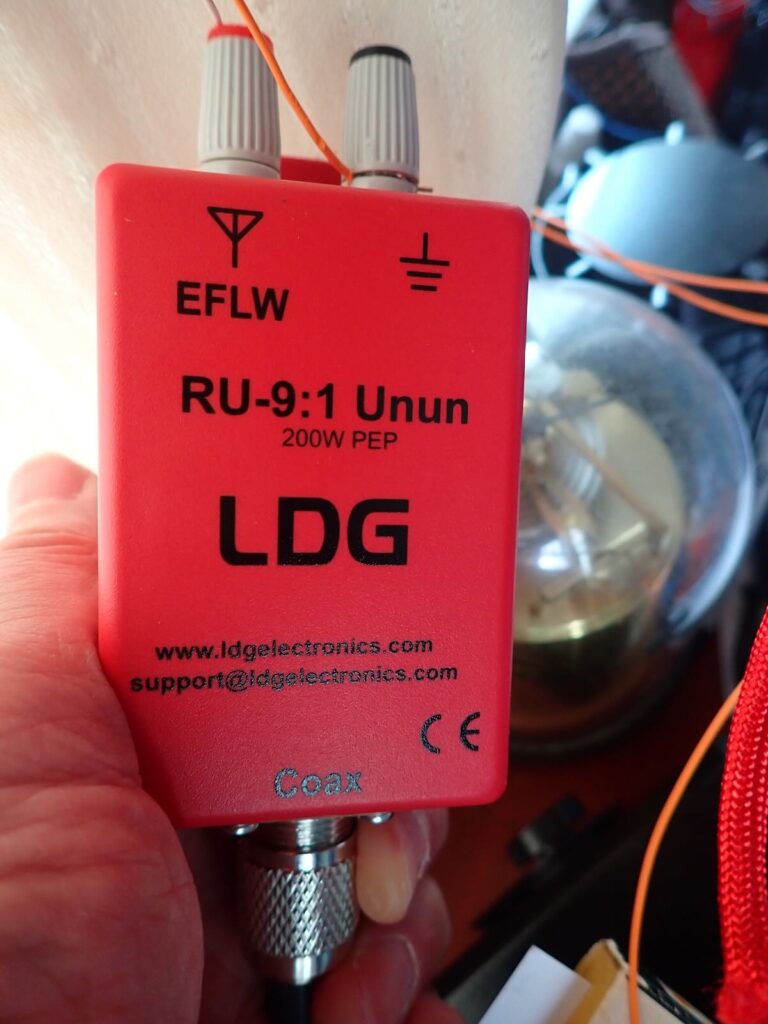 EFLW
RU-9:1 Unun
200W PEP
LDG
www.ldgelectronics.com
support@ldgelectronics.com
CE
Coax